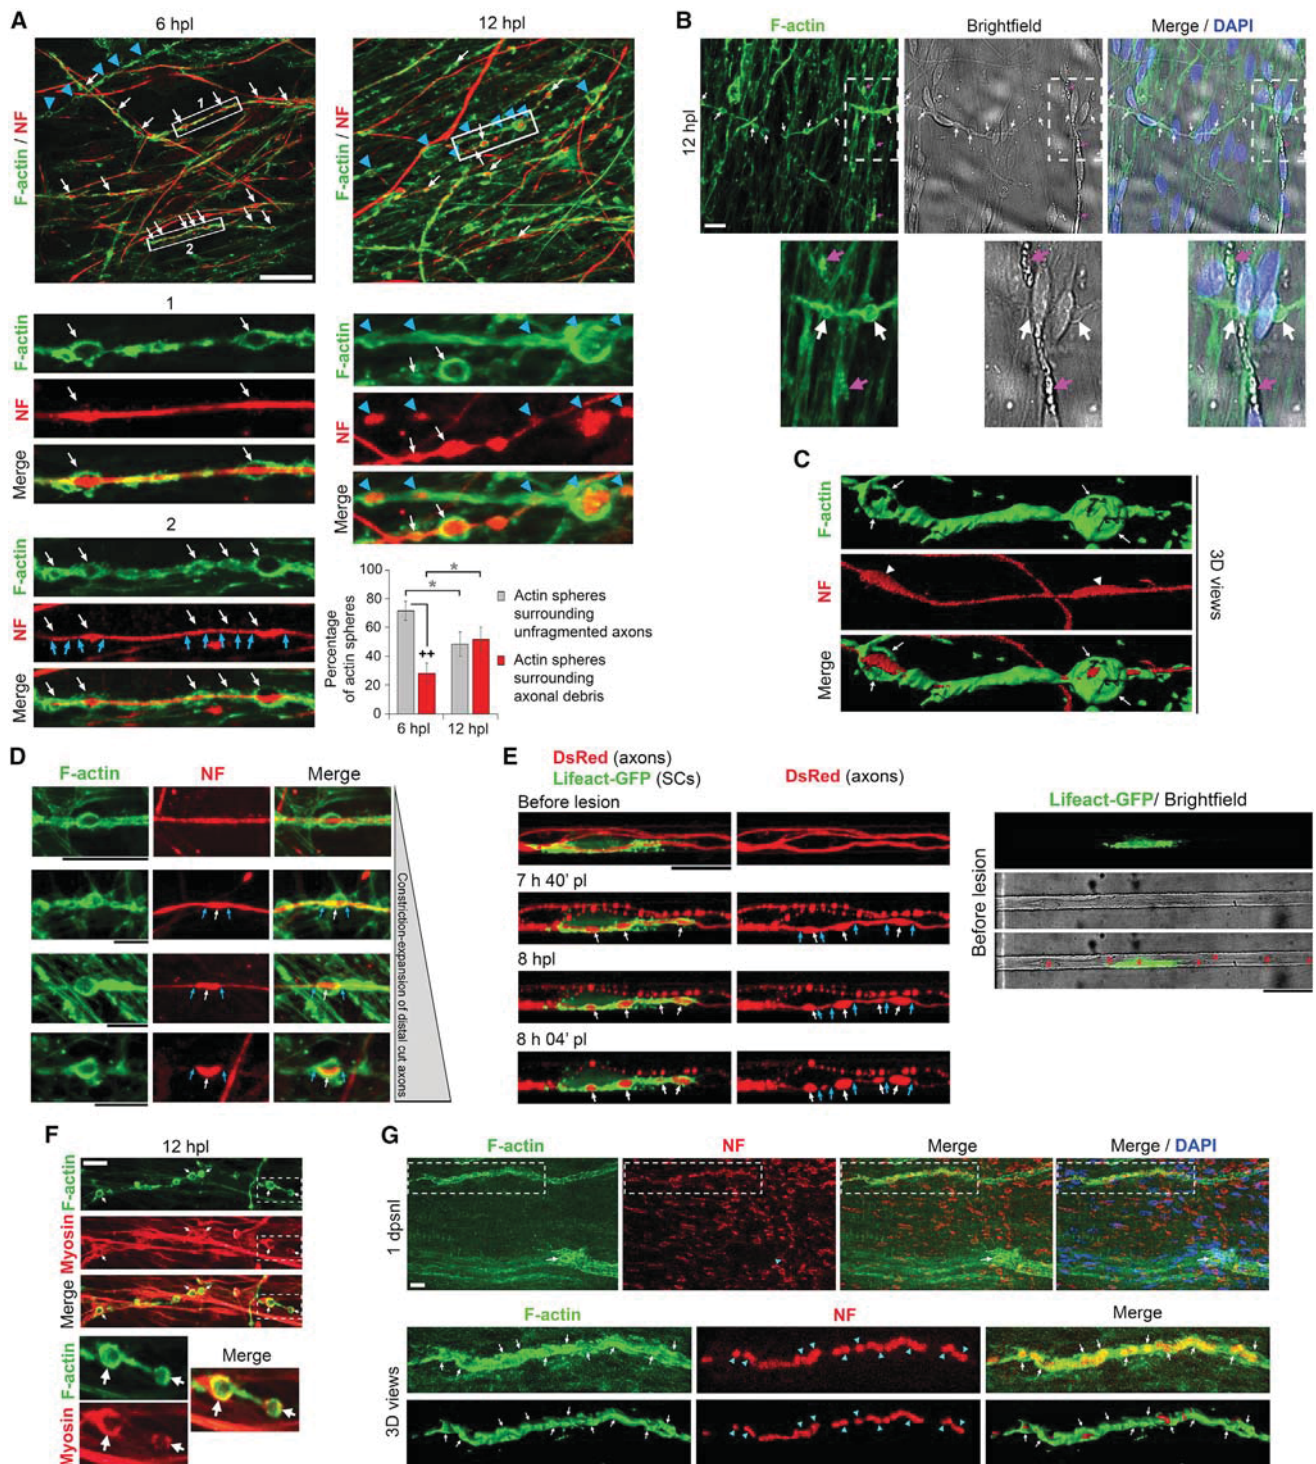 A
6 hpl
12 hpl
F-actin / NF
F-actin / NF
1
2
1
F-actin
NF
Merge
2
F-actin
NF
Merge
F-actin
NF
Merge
Percentage of actin spheres
100
80
60
40
20
0
*
*
++
6 hpl
12 hpl
Actin spheres
surrounding
unfragmented axons
Actin spheres
surrounding
axonal debris
B
F-actin
Brightfield
Merge / DAPI
12 hpl
C
F-actin
NF
Merge
3D views
D
F-actin
NF
Merge
Constriction-expansion of distal cut axons
E
DsRed (axons)
Lifeact-GFP (SCs)
DsRed (axons)
Before lesion
7 h 40' pl
8 hpl
8 h 04' pl
Lifeact-GFP/ Brightfield
Before lesion
F
12 hpl
F-actin
Myosin
Merge
F-actin
Myosin
Merge
G
F-actin
NF
Merge
Merge / DAPI
1 dpsnl
F-actin
NF
Merge
3D views